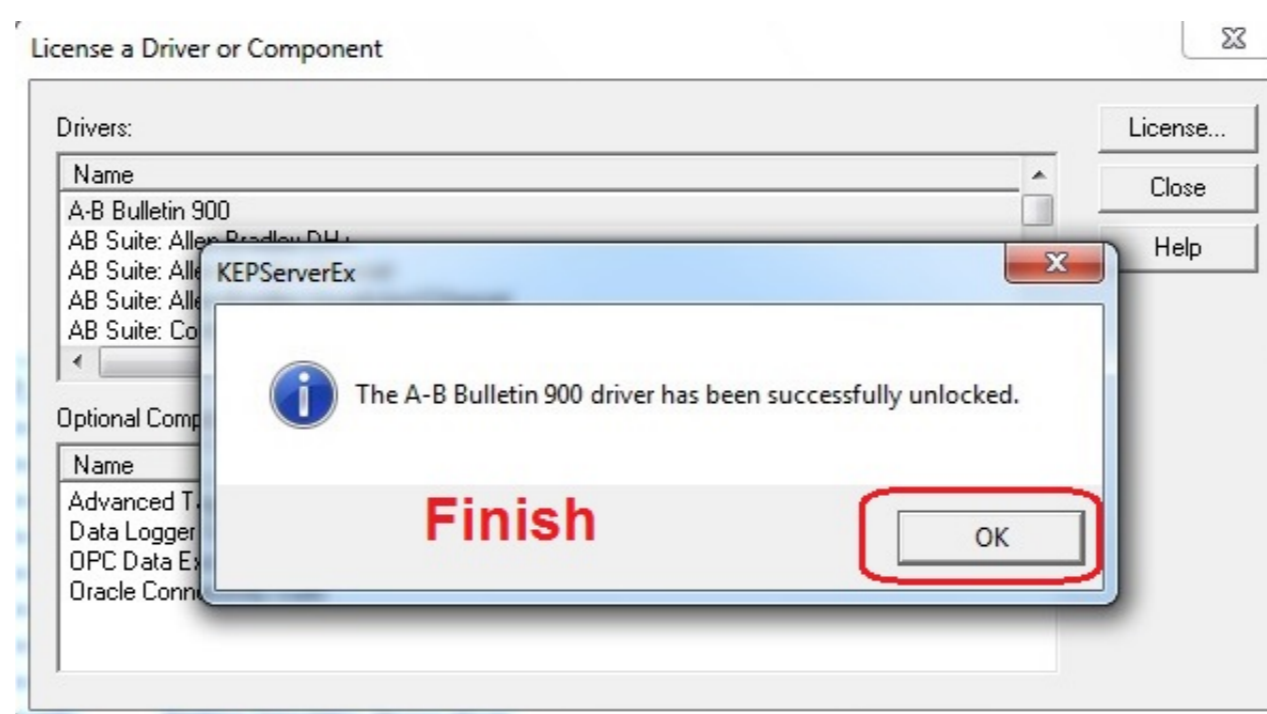 License a Driver or Component
Drivers:
License...
Name
Close
A-B Bulletin 900
AB Suite: Allen Bradley DH+
Help
AB Suite: Alle
KEPServerEx
AB Suite: Alle
AB Suite: Co
The A-B Bulletin 900 driver has been successfully unlocked.
Optional Comp
Name
Advanced T
Finish
Data Logger
OK
OPC Data Ex
Oracle Conne